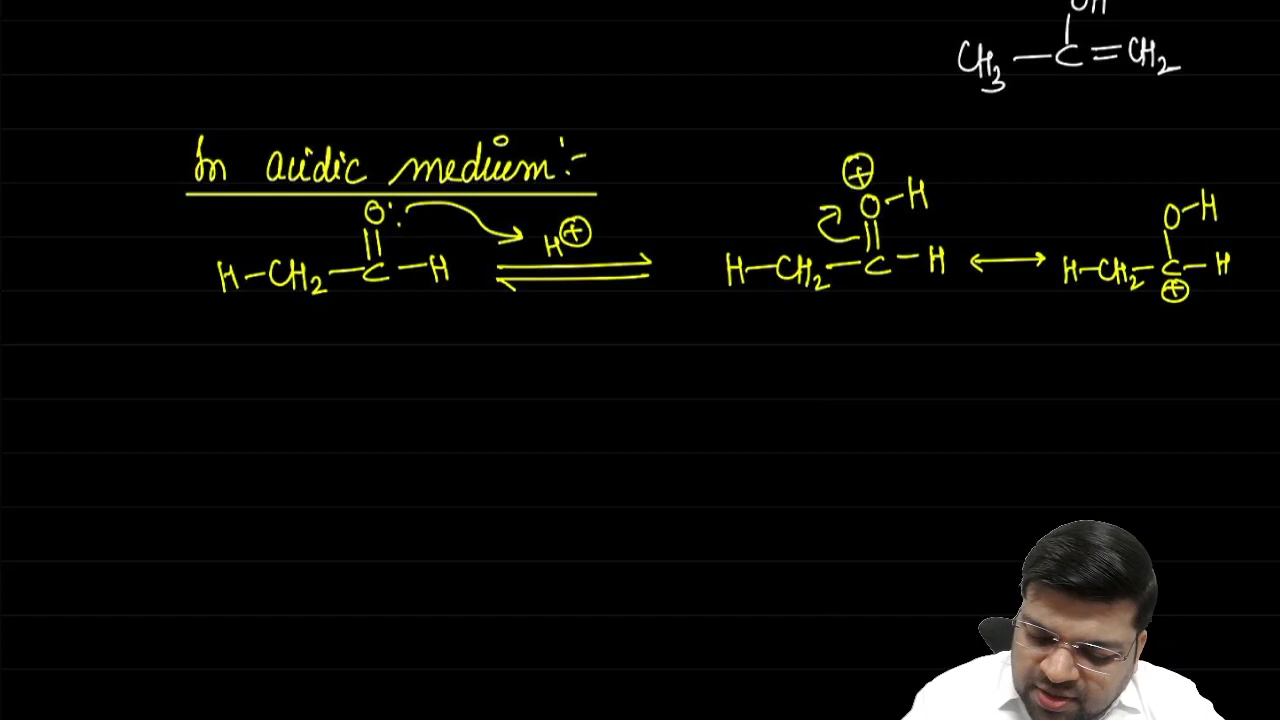 OH
|
CH3 — C = CH2
In acidic medium :-
O: H⊕ ⊕ O–H O–H
|| || |
H–CH2 — C – H ⇌ H–CH2 – C – H ⟷ H–CH2–C–H
⊕